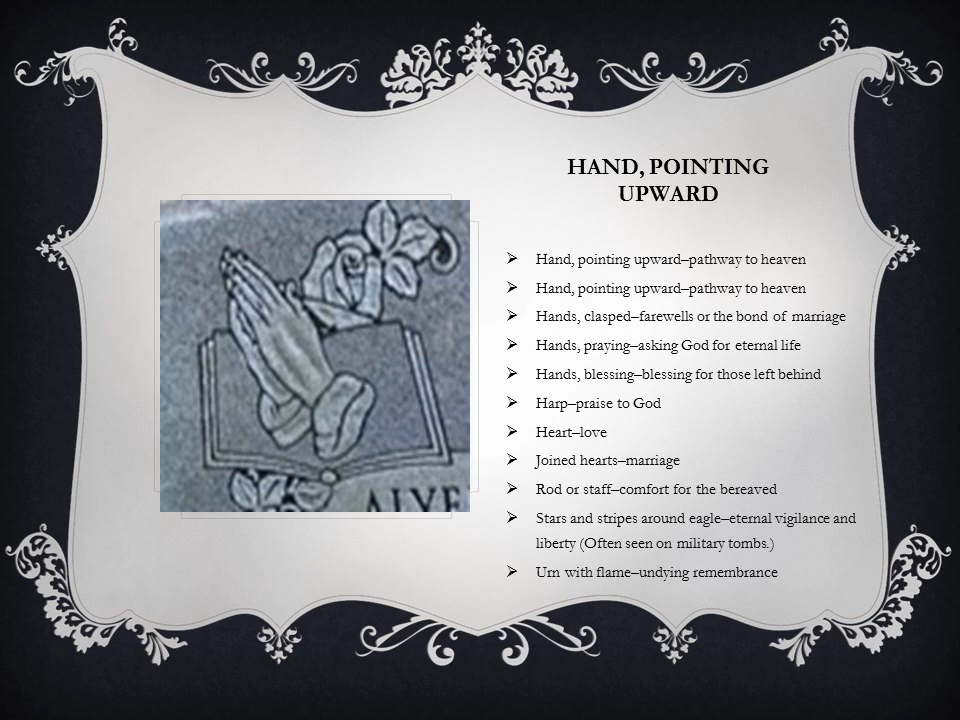 HAND, POINTING
UPWARD
➢ Hand, pointing upward–pathway to heaven
➢ Hand, pointing upward–pathway to heaven
➢ Hands, clasped–farewells or the bond of marriage
➢ Hands, praying–asking God for eternal life
➢ Hands, blessing–blessing for those left behind
➢ Harp–praise to God
➢ Heart–love
➢ Joined hearts–marriage
➢ Rod or staff–comfort for the bereaved
➢ Stars and stripes around eagle–eternal vigilance and
liberty (Often seen on military tombs.)
➢ Urn with flame–undying remembrance